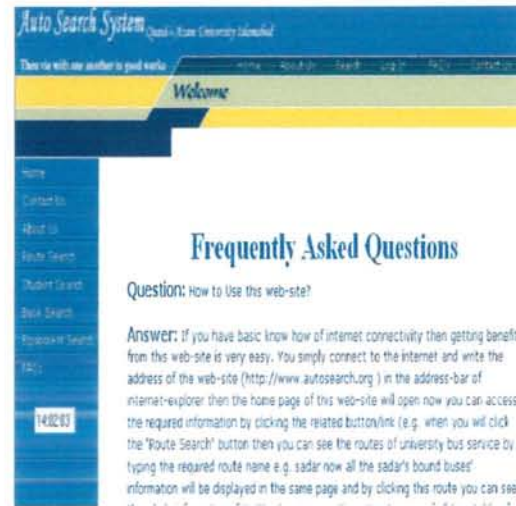 Auto Search System Quaid-i-Azam University Islamabad
Then vie with one another in good works
Home About Us Search Log In FAQs Contact Us
Welcome
Home
Contact Us
About Us
Route Search
Student Search
Book Search
Equipment Search
FAQs
14:02:03
Frequently Asked Questions
Question: How to Use this web-site?
Answer: If you have basic know how of internet connectivity then getting benefit
from this web-site is very easy. You simply connect to the internet and write the
address of the web-site (http://www.autosearch.org ) in the address-bar of
internet-explorer then the home page of this web-site will open now you can access
the required information by clicking the related button/link (e.g. when you will click
the "Route Search" button then you can see the routes of university bus service by
typing the required route name e.g. sadar now all the sadar's bound buses'
information will be displayed in the same page and by clicking this route you can see